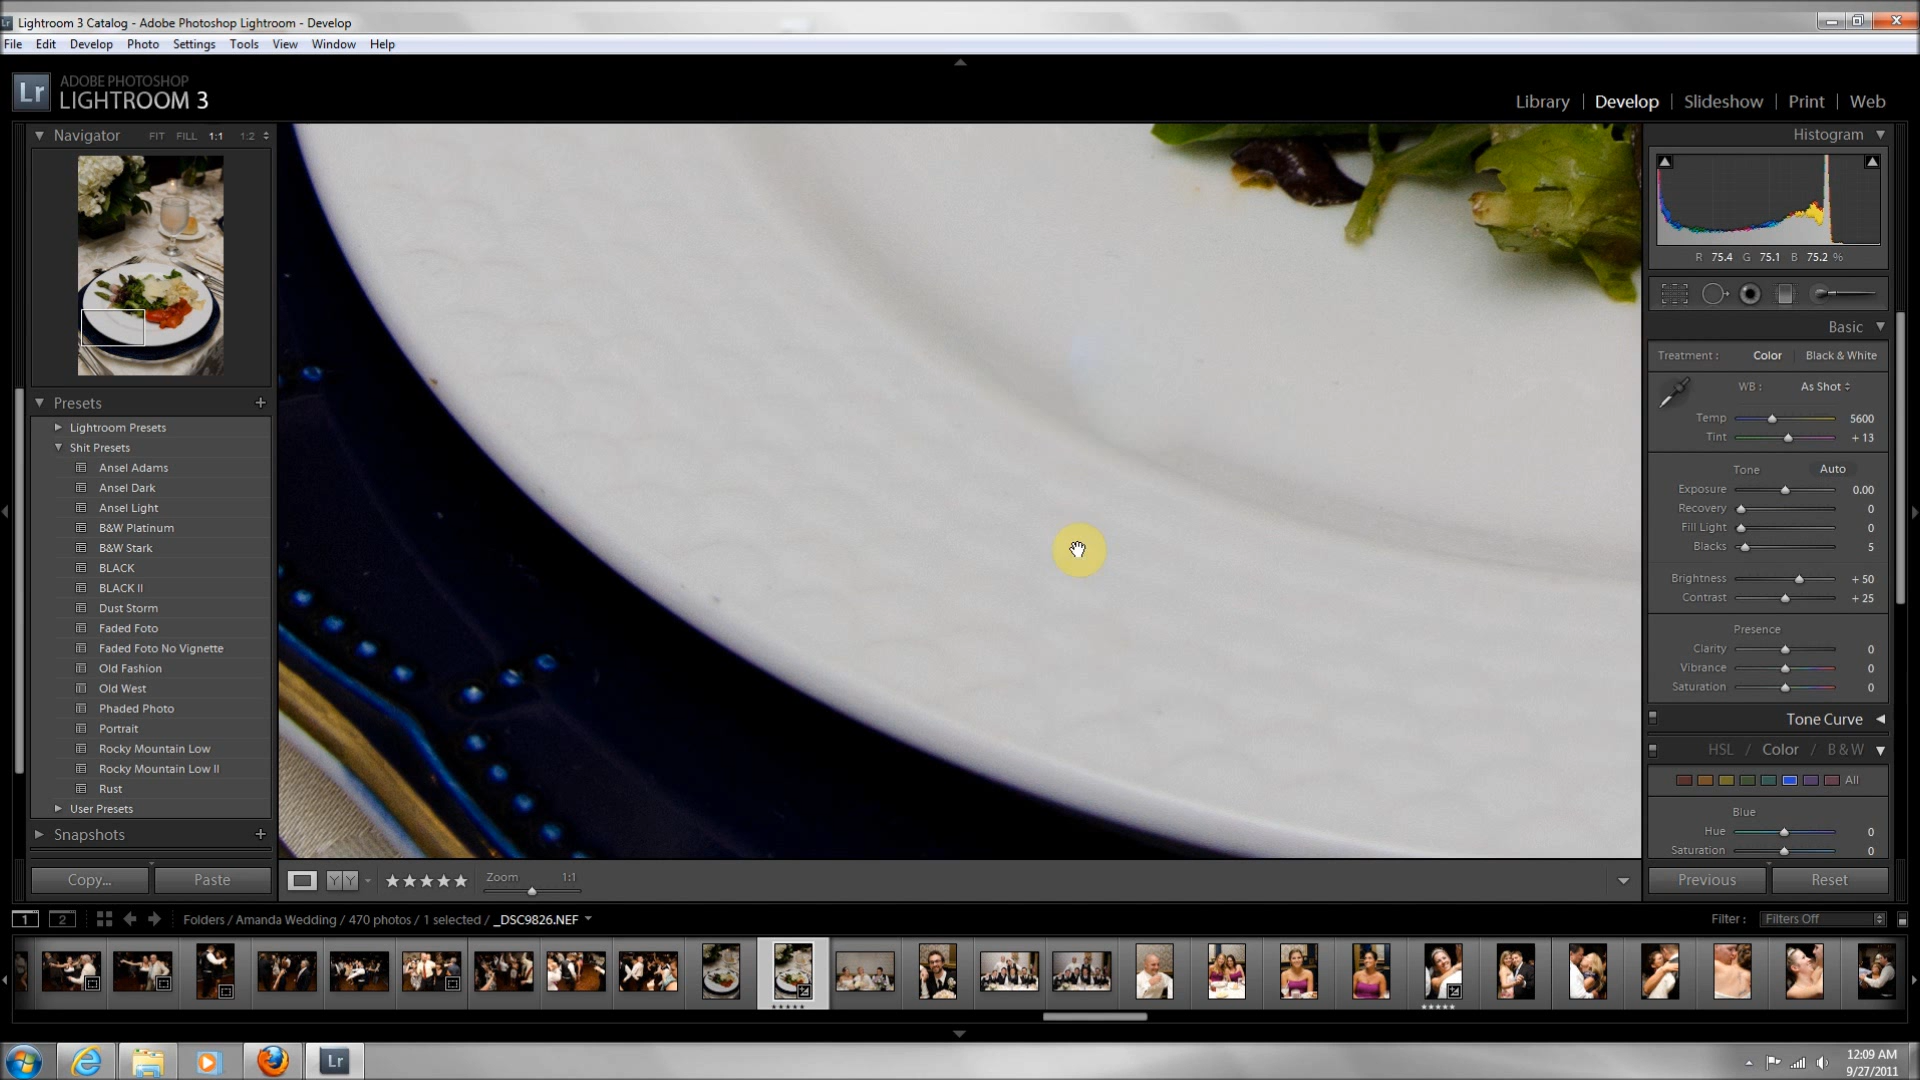 Lightroom 3 Catalog - Adobe Photoshop Lightroom - Develop
File Edit Develop Photo Settings Tools View Window Help
Lr ADOBE PHOTOSHOP
LIGHTROOM 3
Library | Develop | Slideshow | Print | Web
Navigator FIT FILL 1:1 1:2
Histogram
R 75.4 G 75.1 B 75.2 %
Basic
Treatment : Color Black & White
WB : As Shot
Temp 5600
Tint + 13
Tone Auto
Exposure 0.00
Recovery 0
Fill Light 0
Blacks 5
Brightness + 50
Contrast + 25
Presence
Clarity 0
Vibrance 0
Saturation 0
Tone Curve
HSL / Color / B & W
All
Blue
Hue 0
Saturation 0
Previous Reset
Presets +
Lightroom Presets
Shit Presets
Ansel Adams
Ansel Dark
Ansel Light
B&W Platinum
B&W Stark
BLACK
BLACK II
Dust Storm
Faded Foto
Faded Foto No Vignette
Old Fashion
Old West
Phaded Photo
Portrait
Rocky Mountain Low
Rocky Mountain Low II
Rust
User Presets
Snapshots +
Copy... Paste
YY ★★★★★ Zoom 1:1
1 2 Folders / Amanda Wedding / 470 photos / 1 selected / _DSC9826.NEF
Filter : Filters Off
Lr
12:09 AM
9/27/2011